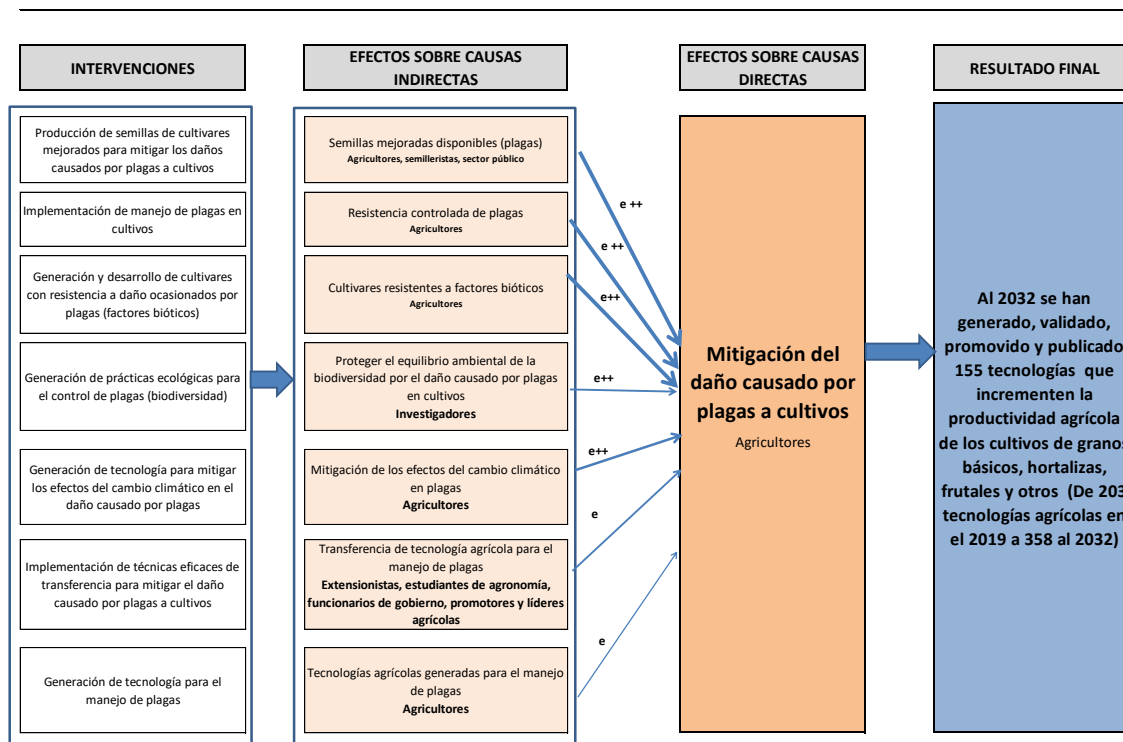 INTERVENCIONES
EFECTOS SOBRE CAUSAS
INDIRECTAS
EFECTOS SOBRE CAUSAS
DIRECTAS
RESULTADO FINAL
Producción de semillas de cultivares
mejorados para mitigar los daños
causados por plagas a cultivos
Implementación de manejo de plagas en
cultivos
Generación y desarrollo de cultivares
con resistencia a daño ocasionados por
plagas (factores bióticos)
Generación de prácticas ecológicas para
el control de plagas (biodiversidad)
Generación de tecnología para mitigar
los efectos del cambio climático en el
daño causado por plagas
Implementación de técnicas eficaces de
transferencia para mitigar el daño
causado por plagas a cultivos
Generación de tecnología para el
manejo de plagas
Semillas mejoradas disponibles (plagas)
Agricultores, semilleristas, sector público
Resistencia controlada de plagas
Agricultores
Cultivares resistentes a factores bióticos
Agricultores
Proteger el equilibrio ambiental de la
biodiversidad por el daño causado por plagas
en cultivos
Investigadores
Mitigación de los efectos del cambio climático
en plagas
Agricultores
Transferencia de tecnología agrícola para el
manejo de plagas
Extensionistas, estudiantes de agronomía,
funcionarios de gobierno, promotores y líderes
agrícolas
Tecnologías agrícolas generadas para el manejo
de plagas
Agricultores
e ++
e ++
e++
e++
e++
e
e
Mitigación del
daño causado por
plagas a cultivos
Agricultores
Al 2032 se han
generado, validado,
promovido y publicado
155 tecnologías que
incrementen la
productividad agrícola
de los cultivos de granos
básicos, hortalizas,
frutales y otros (De 203
tecnologías agrícolas en
el 2019 a 358 al 2032)